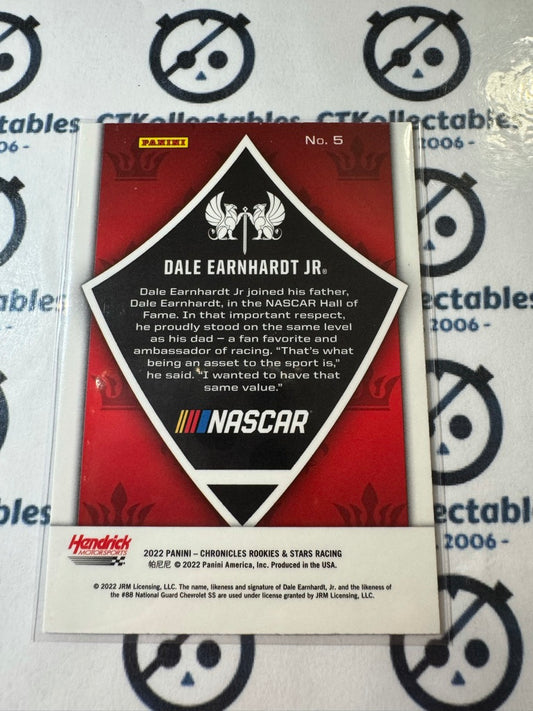 CTKollectables
2006 -
PANINI
No. 5
DALE EARNHARDT JR®
Dale Earnhardt Jr joined his father,
Dale Earnhardt, in the NASCAR Hall of
Fame. In that important respect,
he proudly stood on the same level
as his dad – a fan favorite and
ambassador of racing. “That’s what
being an asset to the sport is,”
he said. “I wanted to have that
same value.”
NASCAR
Hendrick
MOTORSPORTS
2022 PANINI – CHRONICLES ROOKIES & STARS RACING
帕尼尼 © 2022 Panini America, Inc. Produced in the USA.
© 2022 JRM Licensing, LLC. The name, likeness and signature of Dale Earnhardt, Jr. and the likeness of
the #88 National Guard Chevrolet SS are used under license granted by JRM Licensing, LLC.